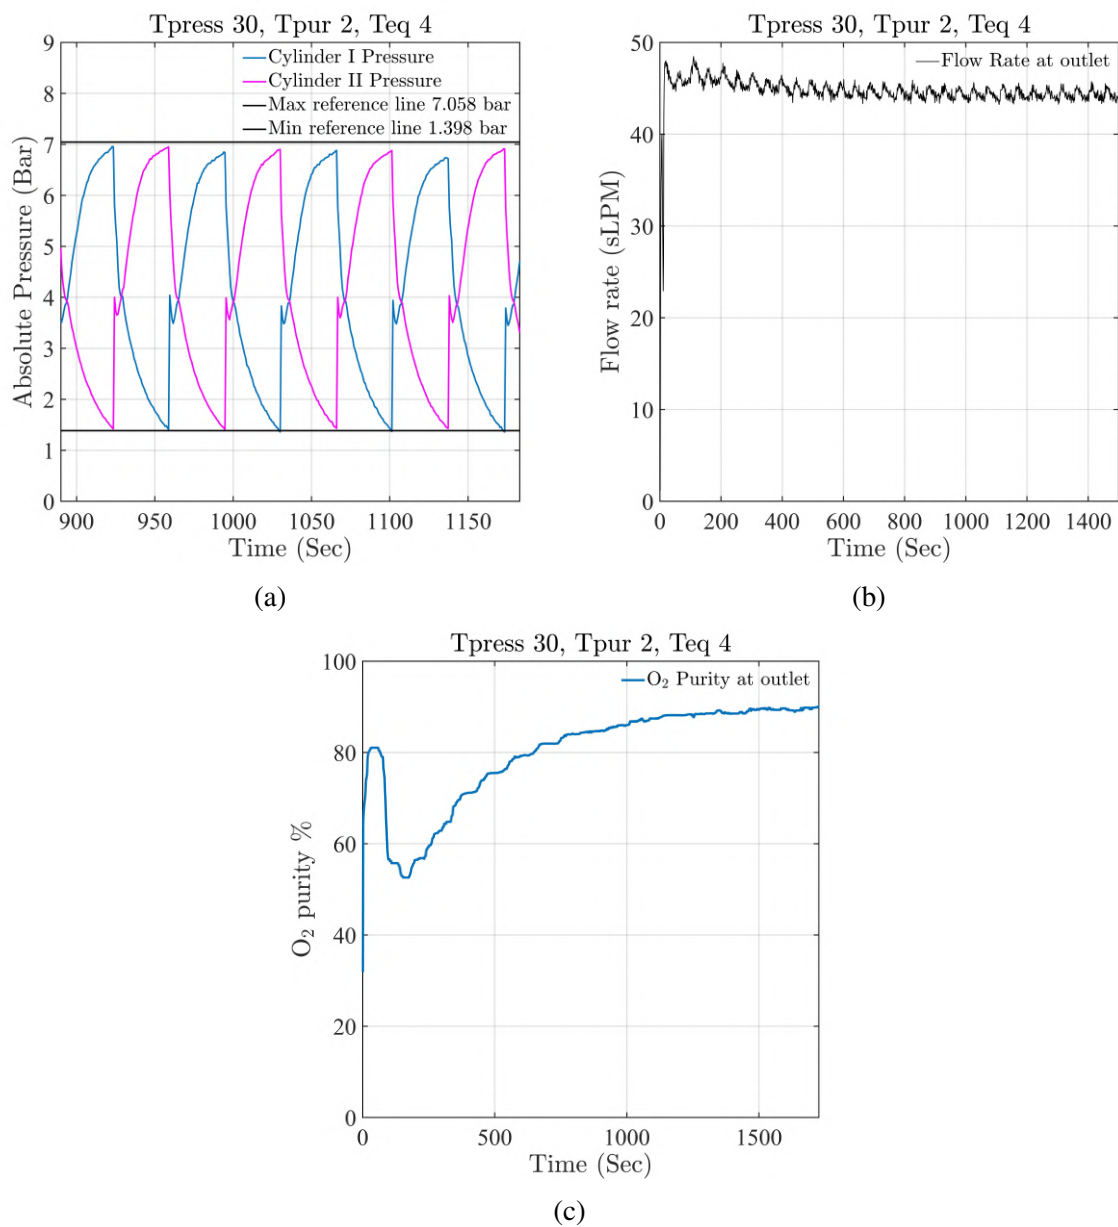 Tpress 30, Tpur 2, Teq 4
Cylinder I Pressure
Cylinder II Pressure
Max reference line 7.058 bar
Min reference line 1.398 bar
Absolute Pressure (Bar)
9
8
7
6
5
4
3
2
1
0
900 950 1000 1050 1100 1150
Time (Sec)
(a)
Tpress 30, Tpur 2, Teq 4
Flow Rate at outlet
Flow rate (sLPM)
50
40
30
20
10
0
0 200 400 600 800 1000 1200 1400
Time (Sec)
(b)
Tpress 30, Tpur 2, Teq 4
O₂ Purity at outlet
O₂ purity %
100
80
60
40
20
0
0 500 1000 1500
Time (Sec)
(c)